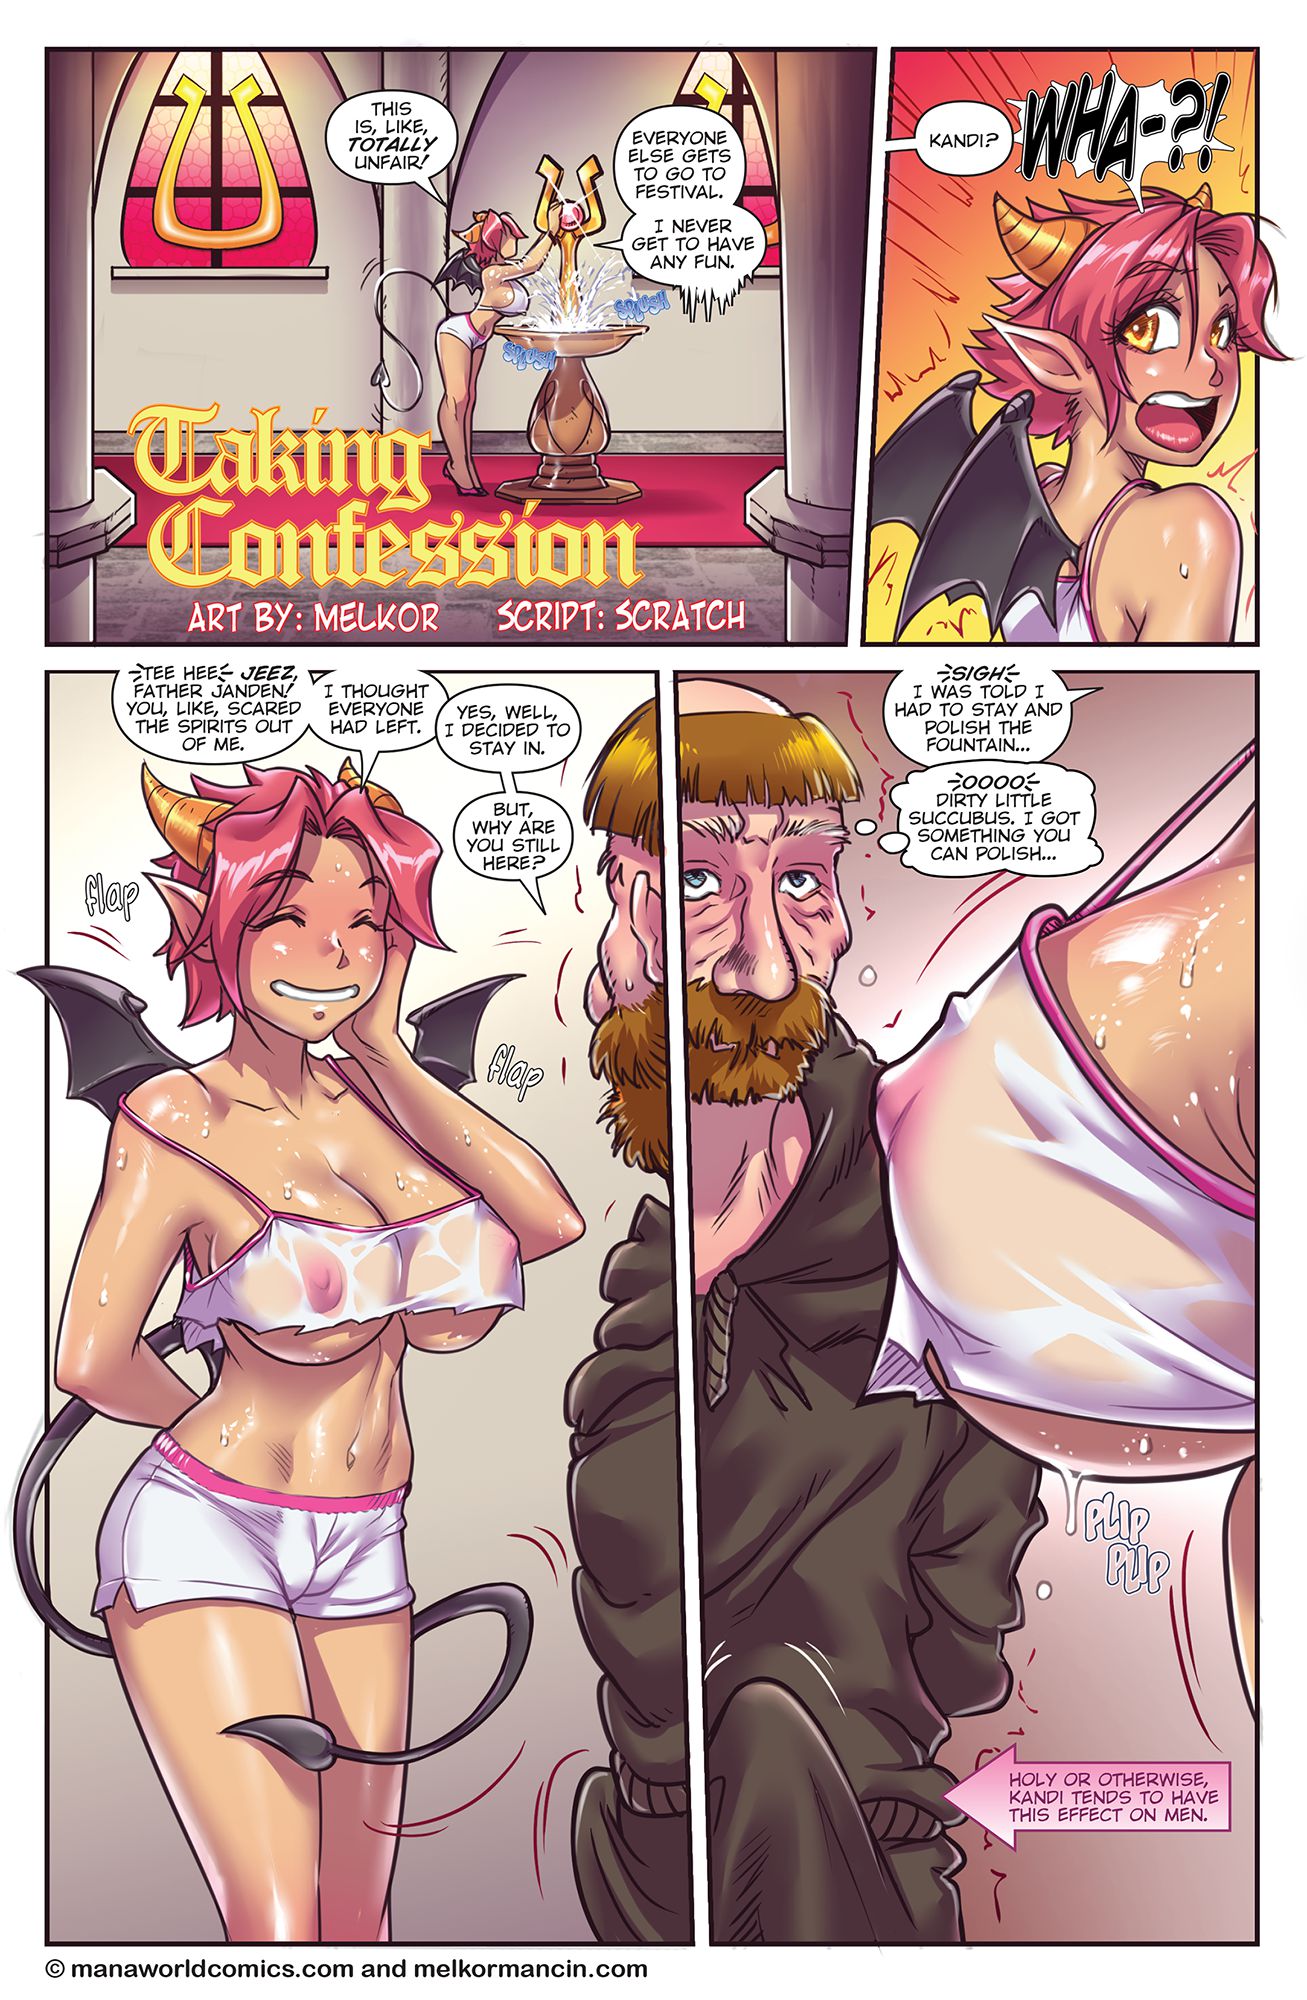 THIS
IS, LIKE,
TOTALLY
UNFAIR!
EVERYONE
ELSE GETS
TO GO TO
FESTIVAL.
I NEVER
GET TO HAVE
ANY FUN.
SPLUSH
SPLUSH
Taking
Confession
ART BY: MELKOR SCRIPT: SCRATCH
KANDI?
WHA-?!
TEE HEE JEEZ,
FATHER JANDEN!
YOU, LIKE, SCARED
THE SPIRITS OUT
OF ME.
I THOUGHT
EVERYONE
HAD LEFT.
YES, WELL,
I DECIDED TO
STAY IN.
BUT,
WHY ARE
YOU STILL
HERE?
flap
flap
SIGH
I WAS TOLD I
HAD TO STAY AND
POLISH THE
FOUNTAIN...
OOOO
DIRTY LITTLE
SUCCUBUS. I GOT
SOMETHING YOU
CAN POLISH...
PLIP
PLIP
HOLY OR OTHERWISE,
KANDI TENDS TO HAVE
THIS EFFECT ON MEN.
© manaworldcomics.com and melkormancin.com